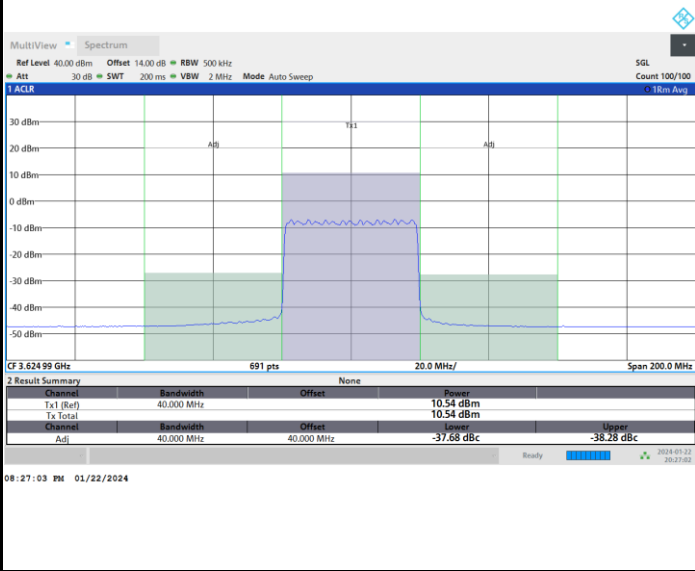 MultiView Spectrum
Ref Level 40.00 dBm Offset 14.00 dB RBW 500 kHz SGL
Att 30 dB SWT 200 ms VBW 2 MHz Mode Auto Sweep Count 100/100
1 ACLR 1Rm Avg
30 dBm
Tx1
20 dBm
Adj Adj
10 dBm
0 dBm
-10 dBm
-20 dBm
-30 dBm
-40 dBm
-50 dBm
CF 3.624 99 GHz 691 pts 20.0 MHz/ Span 200.0 MHz
2 Result Summary None
Channel Bandwidth Offset Power
Tx1 (Ref) 40.000 MHz 10.54 dBm
Tx Total 10.54 dBm
Channel Bandwidth Offset Lower Upper
Adj 40.000 MHz 40.000 MHz -37.68 dBc -38.28 dBc
Ready 2024-01-22
20:27:02
08:27:03 PM 01/22/2024